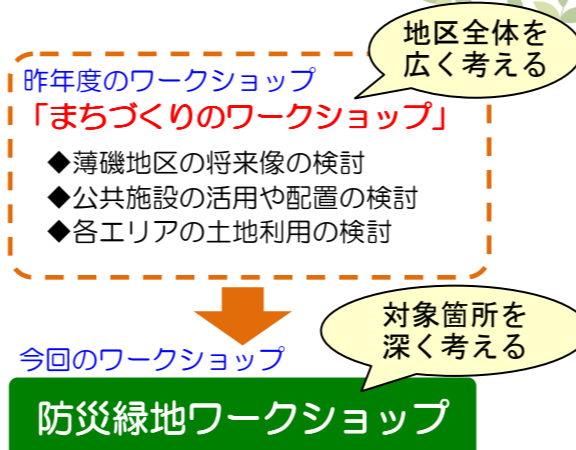 地区全体を
広く考える
昨年度のワークショップ
「まちづくりのワークショップ」
◆薄磯地区の将来像の検討
◆公共施設の活用や配置の検討
◆各エリアの土地利用の検討
対象箇所を
深く考える
今回のワークショップ
防災緑地ワークショップ